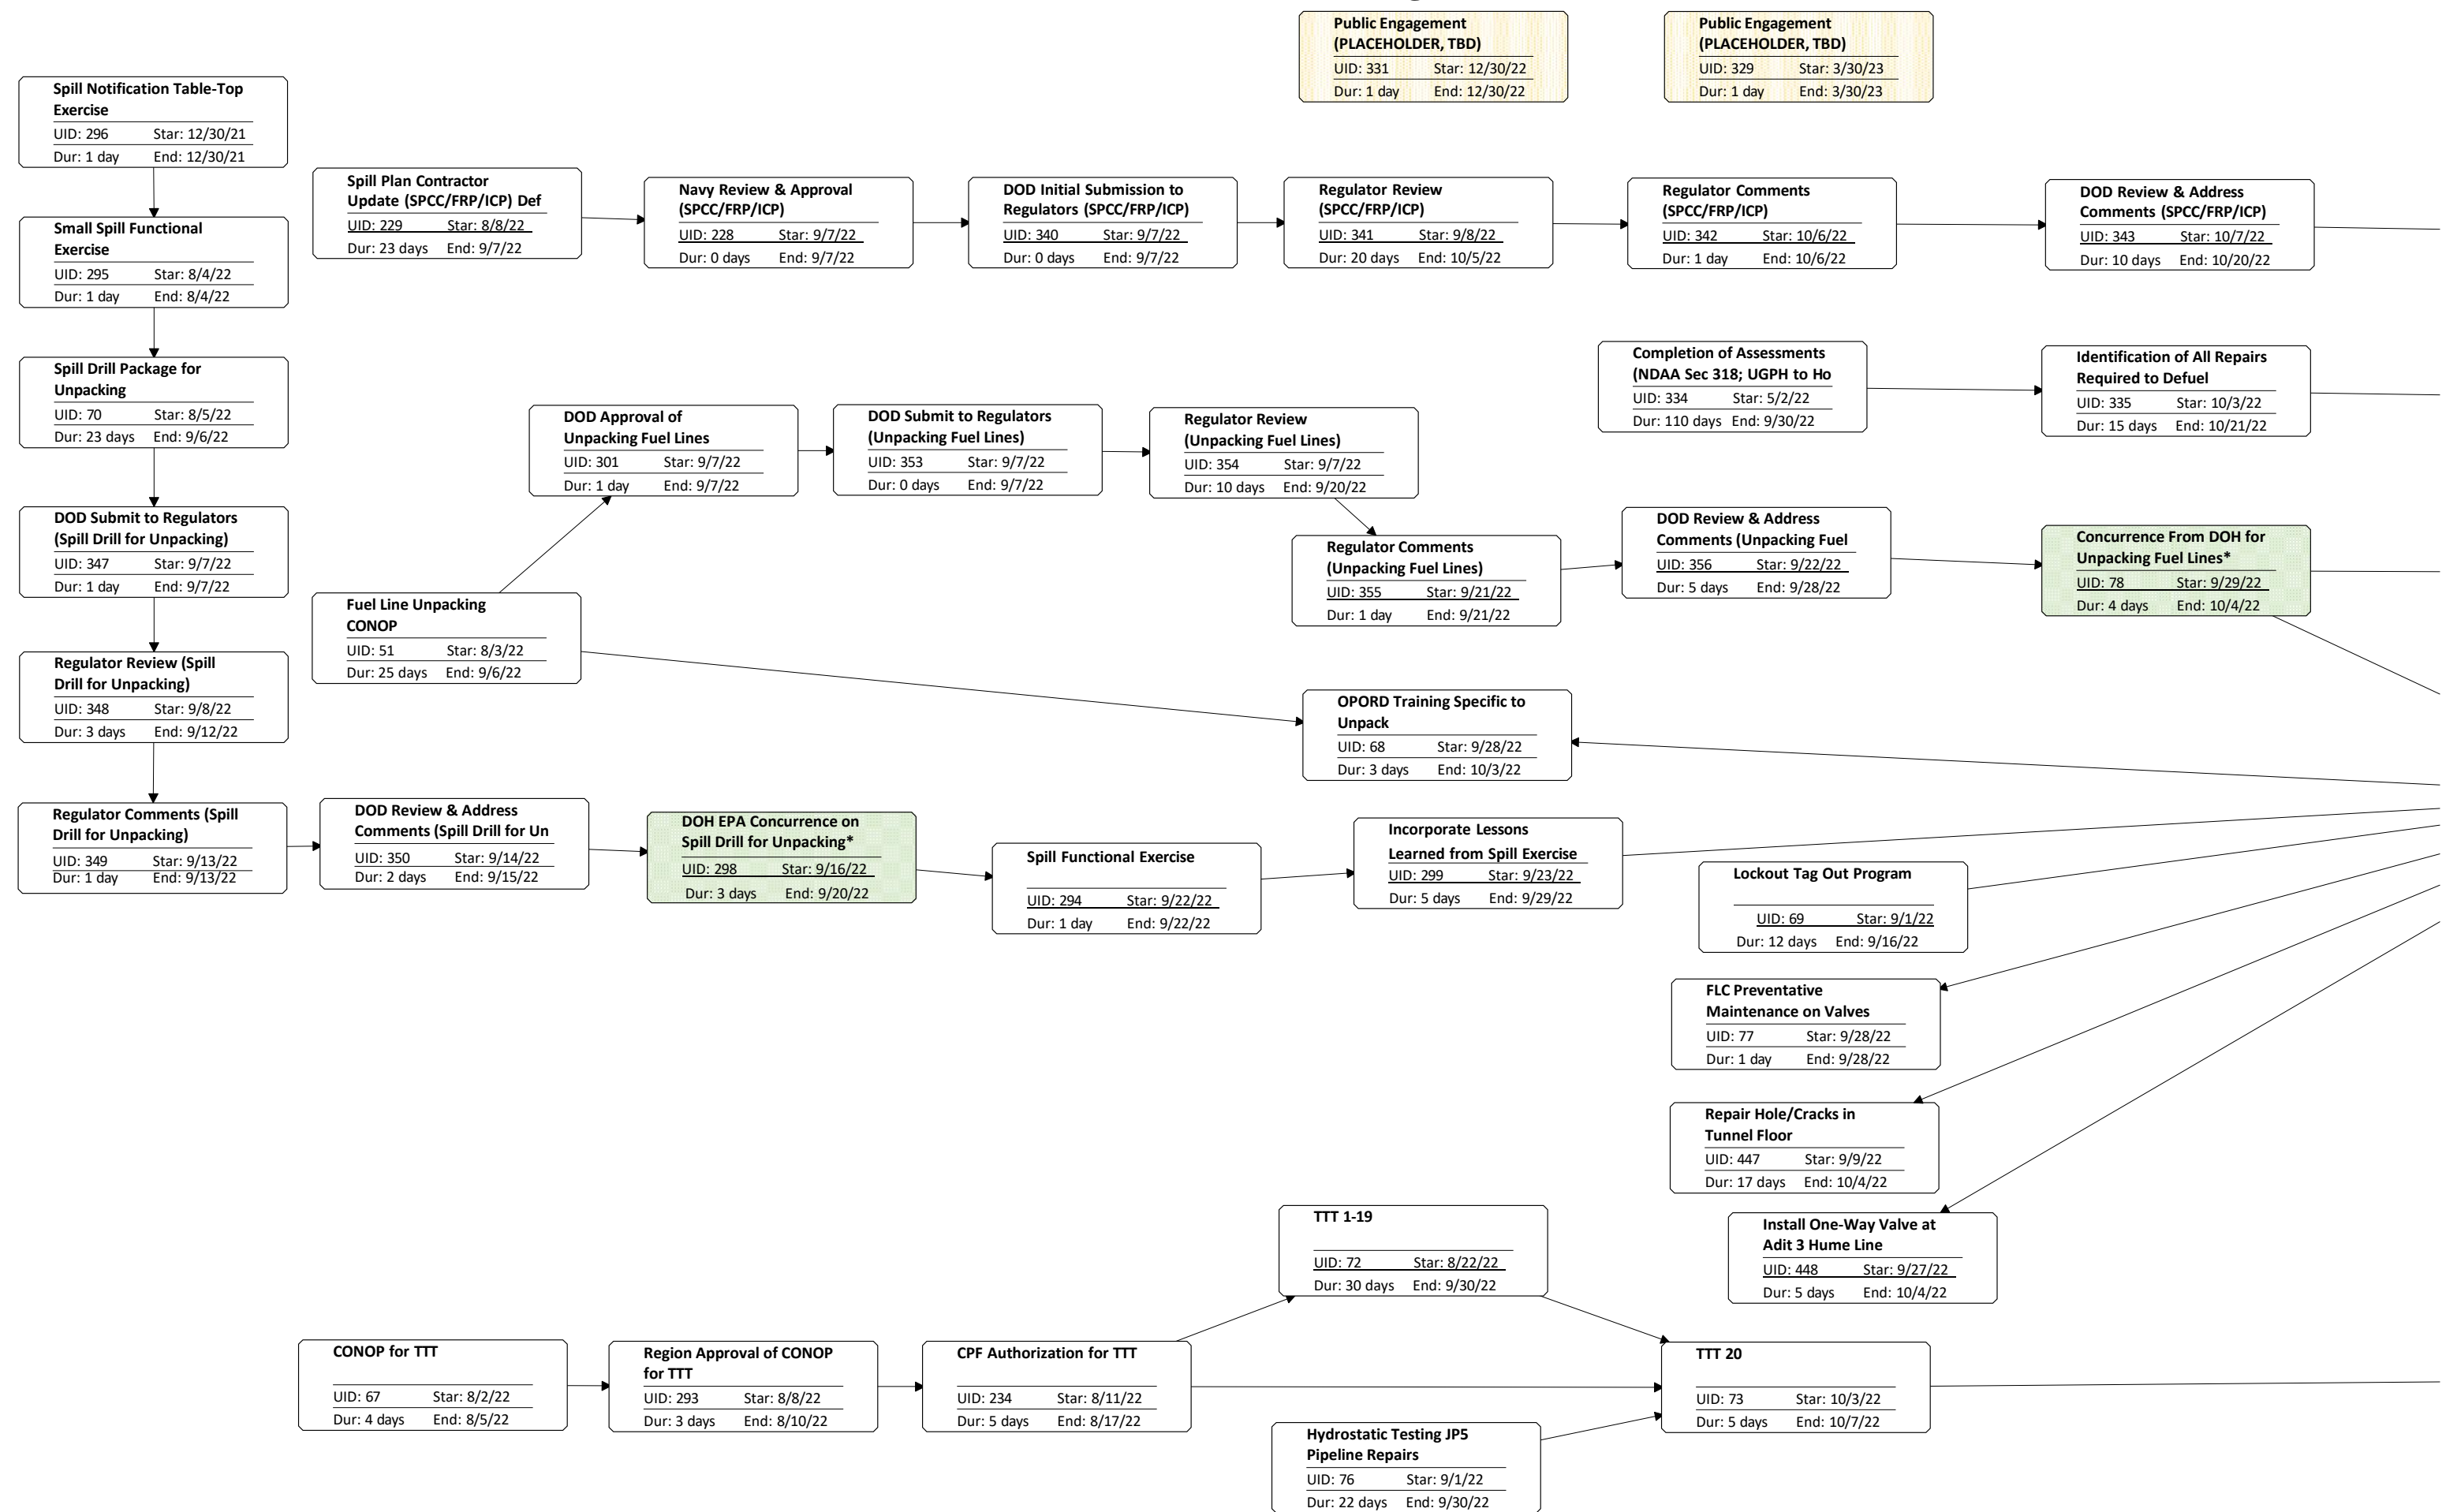 Public Engagement
(PLACEHOLDER, TBD)
UID: 331 Star: 12/30/22
Dur: 1 day End: 12/30/22
Public Engagement
(PLACEHOLDER, TBD)
UID: 329 Star: 3/30/23
Dur: 1 day End: 3/30/23
Spill Notification Table-Top
Exercise
UID: 296 Star: 12/30/21
Dur: 1 day End: 12/30/21
Spill Plan Contractor
Update (SPCC/FRP/ICP) Def
UID: 229 Star: 8/8/22
Dur: 23 days End: 9/7/22
Navy Review & Approval
(SPCC/FRP/ICP)
UID: 228 Star: 9/7/22
Dur: 0 days End: 9/7/22
DOD Initial Submission to
Regulators (SPCC/FRP/ICP)
UID: 340 Star: 9/7/22
Dur: 0 days End: 9/7/22
Regulator Review
(SPCC/FRP/ICP)
UID: 341 Star: 9/8/22
Dur: 20 days End: 10/5/22
Regulator Comments
(SPCC/FRP/ICP)
UID: 342 Star: 10/6/22
Dur: 1 day End: 10/6/22
DOD Review & Address
Comments (SPCC/FRP/ICP)
UID: 343 Star: 10/7/22
Dur: 10 days End: 10/20/22
Small Spill Functional
Exercise
UID: 295 Star: 8/4/22
Dur: 1 day End: 8/4/22
Spill Drill Package for
Unpacking
UID: 70 Star: 8/5/22
Dur: 23 days End: 9/6/22
Completion of Assessments
(NDAA Sec 318; UGPH to Ho
UID: 334 Star: 5/2/22
Dur: 110 days End: 9/30/22
Identification of All Repairs
Required to Defuel
UID: 335 Star: 10/3/22
Dur: 15 days End: 10/21/22
DOD Approval of
Unpacking Fuel Lines
UID: 301 Star: 9/7/22
Dur: 1 day End: 9/7/22
DOD Submit to Regulators
(Unpacking Fuel Lines)
UID: 353 Star: 9/7/22
Dur: 0 days End: 9/7/22
Regulator Review
(Unpacking Fuel Lines)
UID: 354 Star: 9/7/22
Dur: 10 days End: 9/20/22
DOD Submit to Regulators
(Spill Drill for Unpacking)
UID: 347 Star: 9/7/22
Dur: 1 day End: 9/7/22
Regulator Comments
(Unpacking Fuel Lines)
UID: 355 Star: 9/21/22
Dur: 1 day End: 9/21/22
DOD Review & Address
Comments (Unpacking Fuel
UID: 356 Star: 9/22/22
Dur: 5 days End: 9/28/22
Concurrence From DOH for
Unpacking Fuel Lines*
UID: 78 Star: 9/29/22
Dur: 4 days End: 10/4/22
Fuel Line Unpacking
CONOP
UID: 51 Star: 8/3/22
Dur: 25 days End: 9/6/22
Regulator Review (Spill
Drill for Unpacking)
UID: 348 Star: 9/8/22
Dur: 3 days End: 9/12/22
OPORD Training Specific to
Unpack
UID: 68 Star: 9/28/22
Dur: 3 days End: 10/3/22
Regulator Comments (Spill
Drill for Unpacking)
UID: 349 Star: 9/13/22
Dur: 1 day End: 9/13/22
DOD Review & Address
Comments (Spill Drill for Un
UID: 350 Star: 9/14/22
Dur: 2 days End: 9/15/22
DOH EPA Concurrence on
Spill Drill for Unpacking*
UID: 298 Star: 9/16/22
Dur: 3 days End: 9/20/22
Spill Functional Exercise
UID: 294 Star: 9/22/22
Dur: 1 day End: 9/22/22
Incorporate Lessons
Learned from Spill Exercise
UID: 299 Star: 9/23/22
Dur: 5 days End: 9/29/22
Lockout Tag Out Program
UID: 69 Star: 9/1/22
Dur: 12 days End: 9/16/22
FLC Preventative
Maintenance on Valves
UID: 77 Star: 9/28/22
Dur: 1 day End: 9/28/22
Repair Hole/Cracks in
Tunnel Floor
UID: 447 Star: 9/9/22
Dur: 17 days End: 10/4/22
TTT 1-19
UID: 72 Star: 8/22/22
Dur: 30 days End: 9/30/22
Install One-Way Valve at
Adit 3 Hume Line
UID: 448 Star: 9/27/22
Dur: 5 days End: 10/4/22
CONOP for TTT
UID: 67 Star: 8/2/22
Dur: 4 days End: 8/5/22
Region Approval of CONOP
for TTT
UID: 293 Star: 8/8/22
Dur: 3 days End: 8/10/22
CPF Authorization for TTT
UID: 234 Star: 8/11/22
Dur: 5 days End: 8/17/22
TTT 20
UID: 73 Star: 10/3/22
Dur: 5 days End: 10/7/22
Hydrostatic Testing JP5
Pipeline Repairs
UID: 76 Star: 9/1/22
Dur: 22 days End: 9/30/22